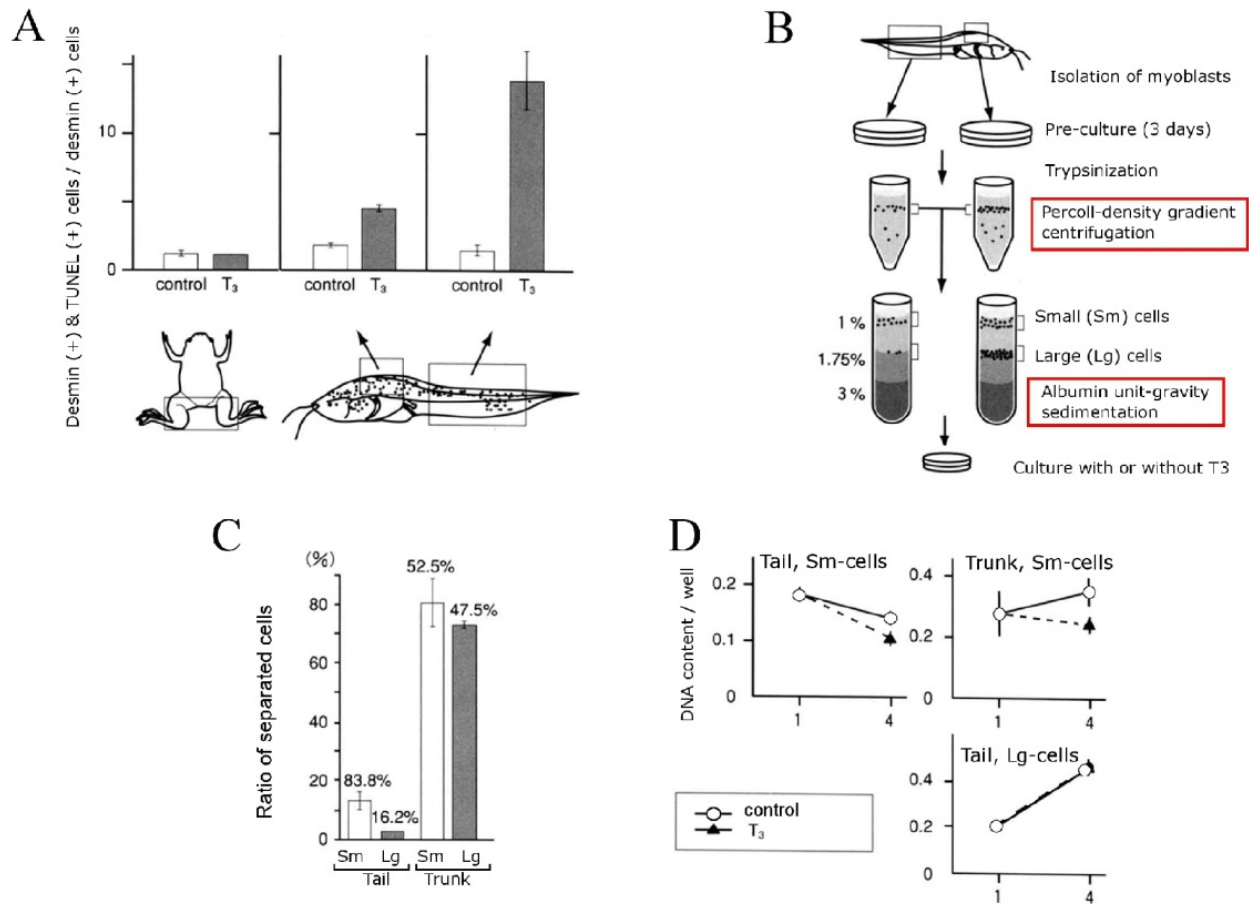 A
Desmin (+) & TUNEL (+) cells / desmin (+) cells
10
0
control T₃
control T₃
control T₃
B
Isolation of myoblasts
Pre-culture (3 days)
Trypsinization
Percoll-density gradient
centrifugation
1 %
Small (Sm) cells
1.75%
Large (Lg) cells
3 %
Albumin unit-gravity
sedimentation
Culture with or without T3
C
(%)
Ratio of separated cells
80
60
40
20
0
83.8%
16.2%
52.5%
47.5%
Sm Lg Sm Lg
Tail Trunk
D
DNA content / well
Tail, Sm-cells
0.2
0.1
0
1 4
Trunk, Sm-cells
0.4
0.2
0
1 4
Tail, Lg-cells
0.4
0.2
0
1 4
control
T₃